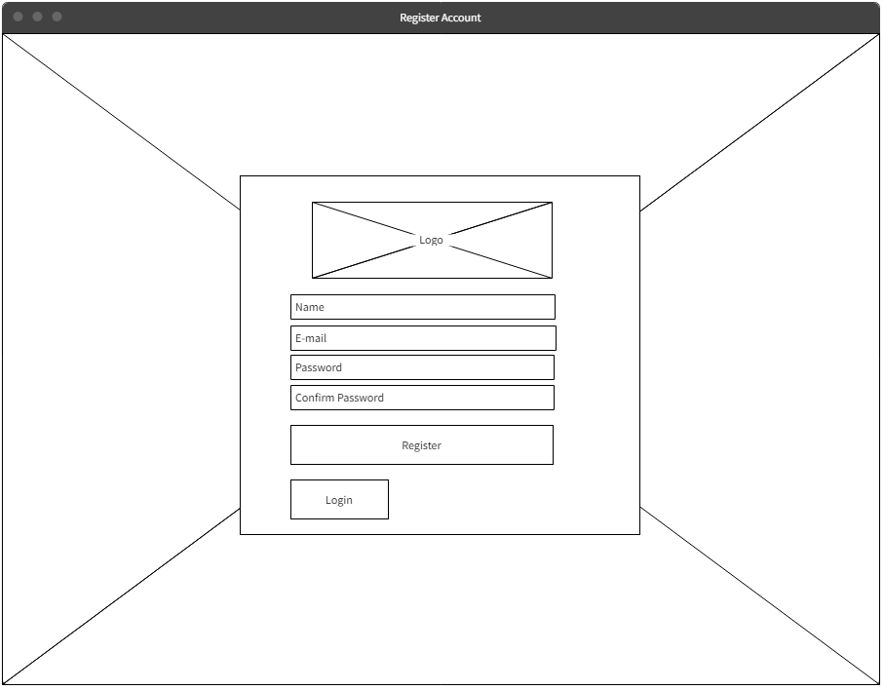 Register Account
Logo
Name
E-mail
Password
Confirm Password
Register
Login